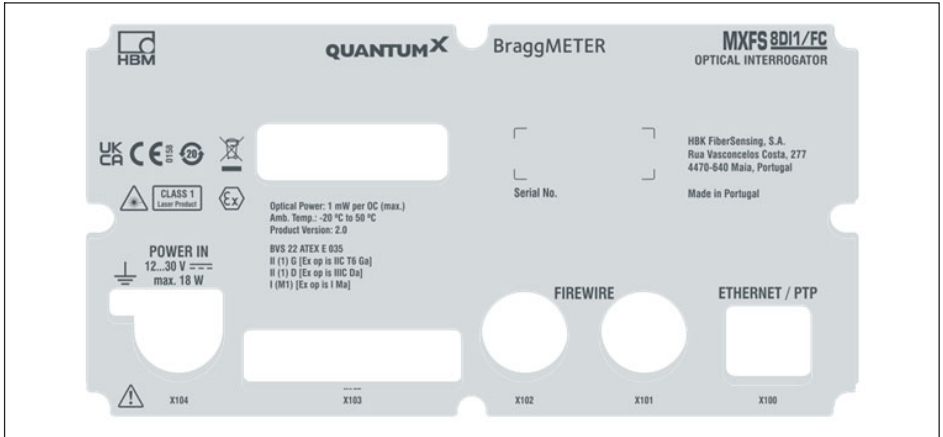 HBM
QUANTUMX
BraggMETER
MXFS 8DI1/FC
OPTICAL INTERROGATOR
UK
CA
CE
0158
20
CLASS 1
Laser Product
Ex
Optical Power: 1 mW per OC (max.)
Amb. Temp.: -20 ºC to 50 ºC
Product Version: 2.0
BVS 22 ATEX E 035
II (1) G [Ex op is IIC T6 Ga]
II (1) D [Ex op is IIIC Da]
I (M1) [Ex op is I Ma]
Serial No.
HBK FiberSensing, S.A.
Rua Vasconcelos Costa, 277
4470-640 Maia, Portugal
Made in Portugal
POWER IN
12...30 V
max. 18 W
FIREWIRE
ETHERNET / PTP
X104
X103
X102
X101
X100